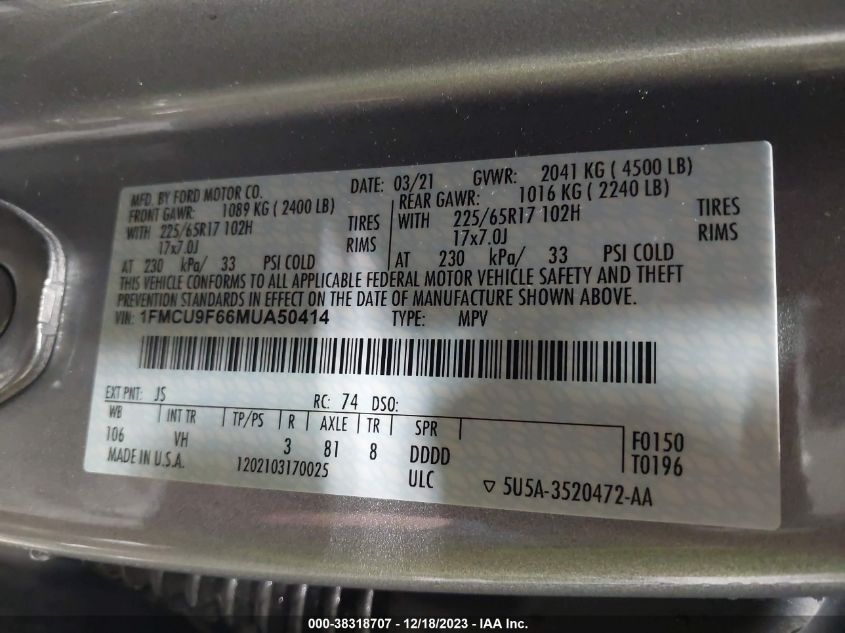 MFD. BY FORD MOTOR CO. DATE: 03/21 GVWR: 2041 KG ( 4500 LB)
FRONT GAWR: 1089 KG ( 2400 LB) REAR GAWR: 1016 KG ( 2240 LB)
WITH 225/65R17 102H TIRES WITH 225/65R17 102H TIRES
17x7.0J RIMS 17x7.0J RIMS
AT 230 kPa/ 33 PSI COLD AT 230 kPa/ 33 PSI COLD
THIS VEHICLE CONFORMS TO ALL APPLICABLE FEDERAL MOTOR VEHICLE SAFETY AND THEFT
PREVENTION STANDARDS IN EFFECT ON THE DATE OF MANUFACTURE SHOWN ABOVE.
VIN: 1FMCU9F66MUA50414 TYPE: MPV
EXT PNT: JS RC: 74 DSO:
WB INT TR TP/PS R AXLE TR SPR
106 VH 3 81 8 DDDD F0150
MADE IN U.S.A. 1202103170025 ULC T0196
▽ 5U5A-3520472-AA
000-38318707 - 12/18/2023 - IAA Inc.